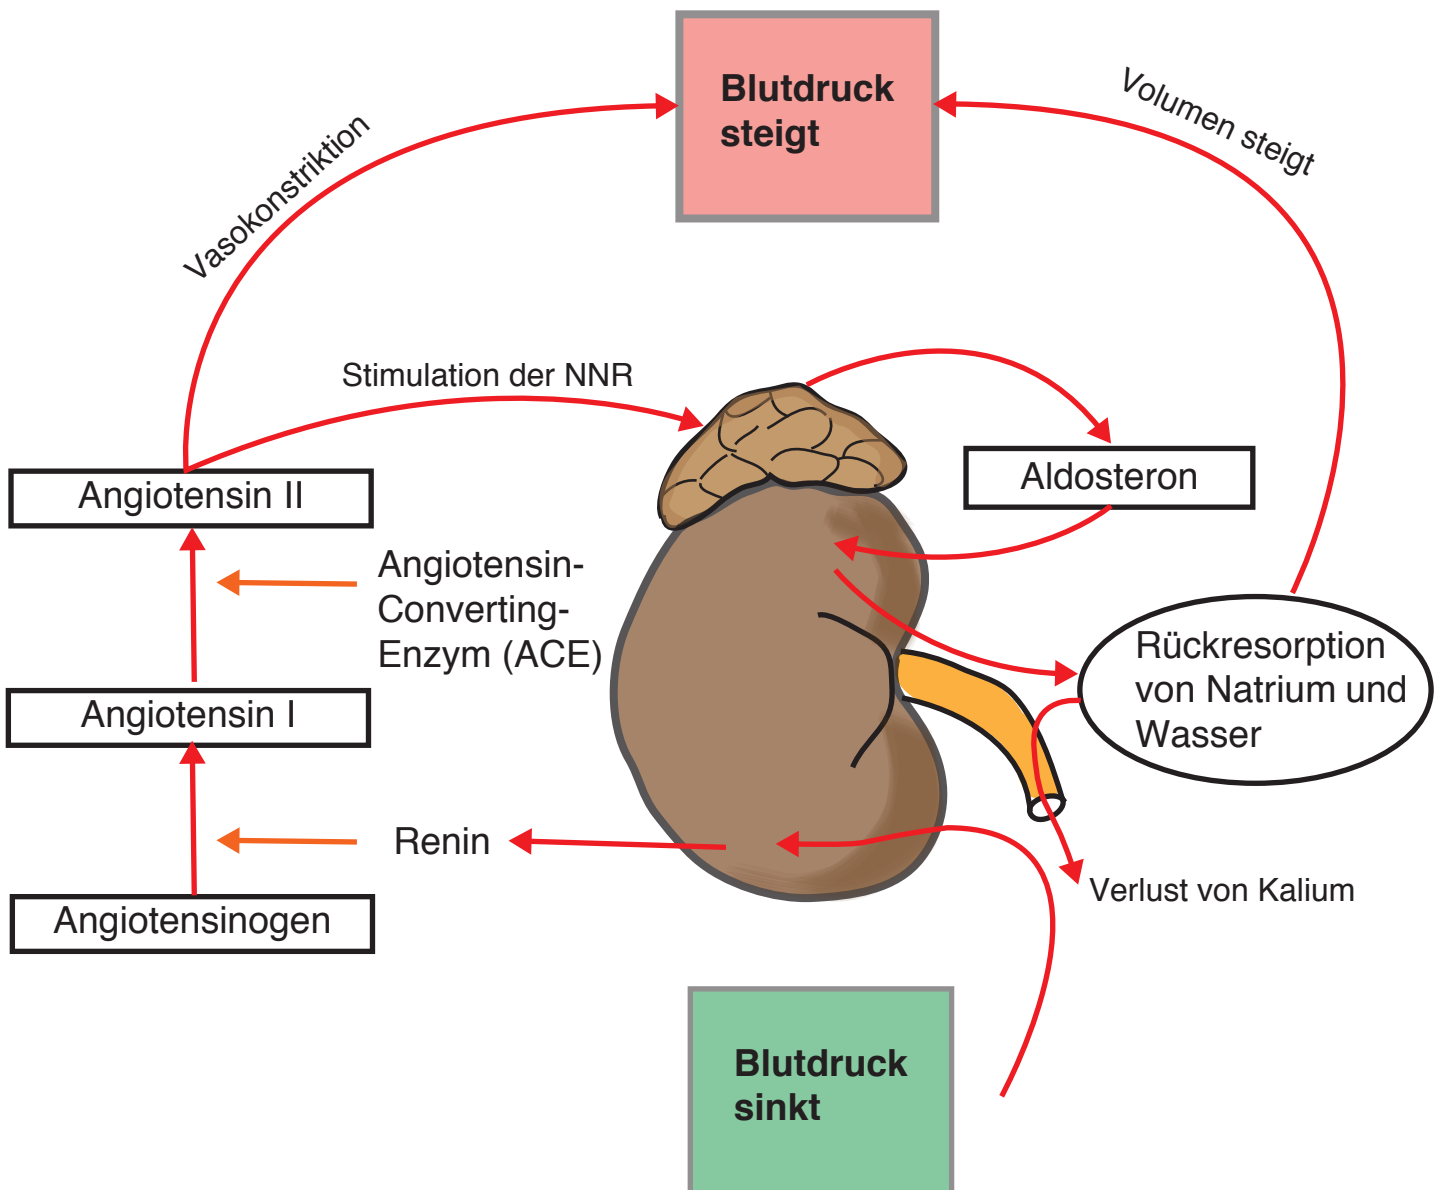 Blutdruck
steigt
Volumen steigt
Vasokonstriktion
Stimulation der NNR
Angiotensin II
Aldosteron
Angiotensin-
Converting-
Enzym (ACE)
Rückresorption
von Natrium und
Wasser
Angiotensin I
Renin
Verlust von Kalium
Angiotensinogen
Blutdruck
sinkt